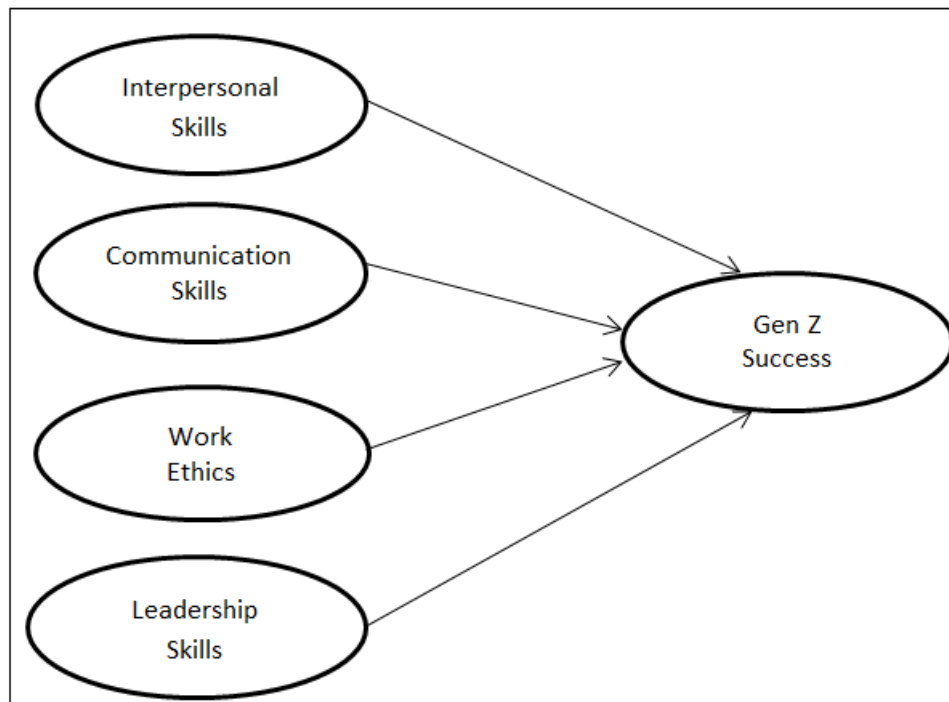 Interpersonal
Skills
Communication
Skills
Gen Z
Success
Work
Ethics
Leadership
Skills